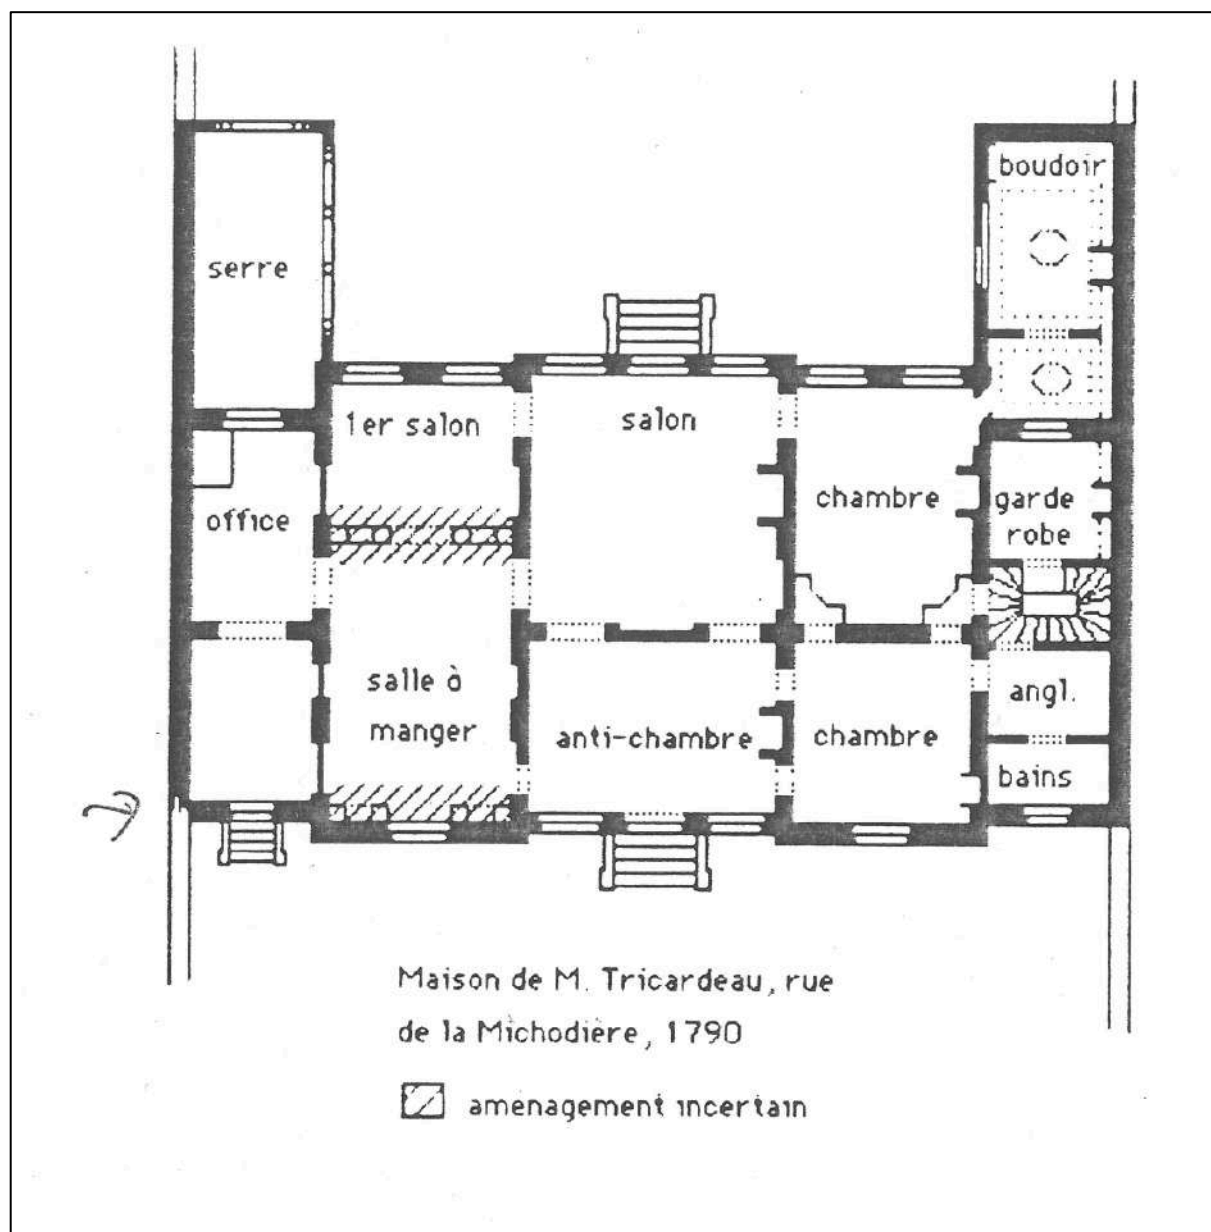 boudoir
serre
1er salon
salon
chambre
garde
robe
office
salle à
manger
anti-chambre
chambre
angl.
bains
Maison de M. Tricardeau, rue
de la Michodière, 1790
aménagement incertain